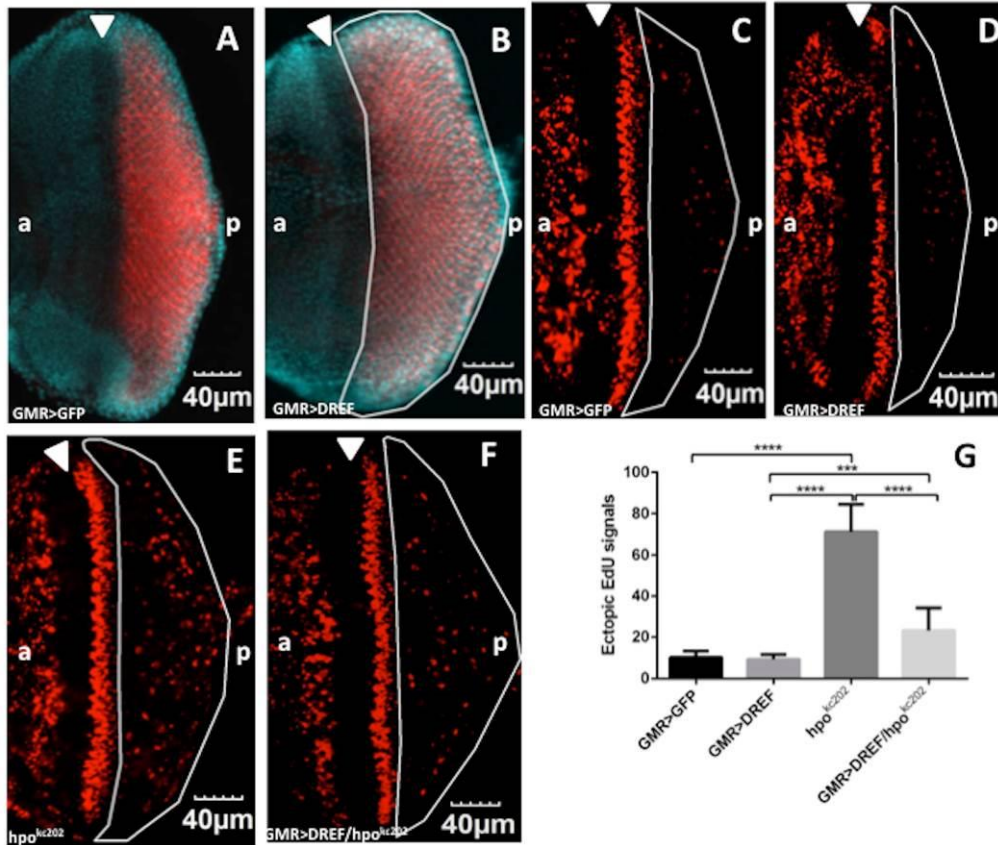 A
a
p
40µm
GMR>GFP
B
40µm
GMR>DREF
C
a
p
40µm
GMR>GFP
D
a
p
40µm
GMR>DREF
E
a
p
40µm
hpo^kc202
F
a
p
40µm
GMR>DREF/hpo^kc202
G
****
***
**** ****
Ectopic EdU signals
100
80
60
40
20
0
GMR>GFP
GMR>DREF
hpo^kc202
GMR>DREF/hpo^kc202